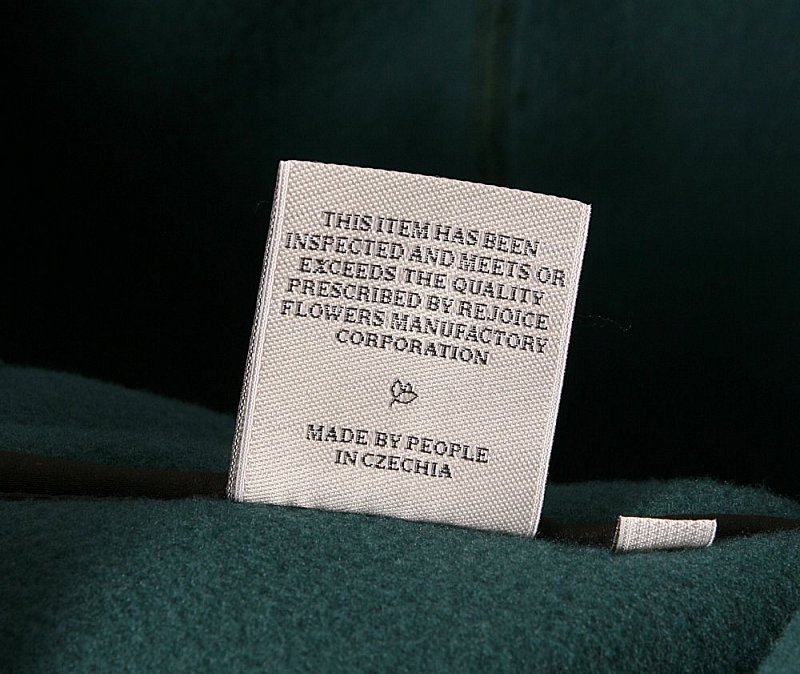 THIS ITEM HAS BEEN
INSPECTED AND MEETS OR
EXCEEDS THE QUALITY
PRESCRIBED BY REJOICE
FLOWERS MANUFACTORY
CORPORATION
MADE BY PEOPLE
IN CZECHIA